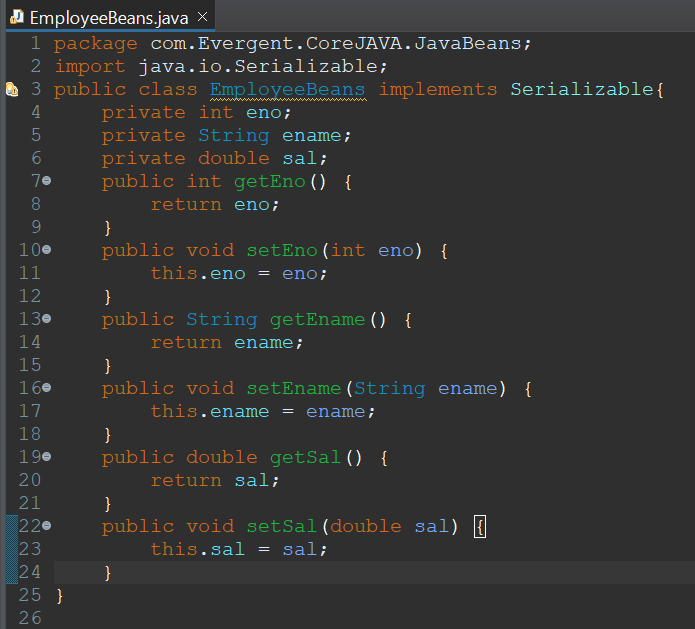 EmployeeBeans.java
1 package com.Evergent.CoreJAVA.JavaBeans;
2 import java.io.Serializable;
3 public class EmployeeBeans implements Serializable{
4     private int eno;
5     private String ename;
6     private double sal;
7     public int getEno() {
8         return eno;
9     }
10     public void setEno(int eno) {
11         this.eno = eno;
12     }
13     public String getEname() {
14         return ename;
15     }
16     public void setEname(String ename) {
17         this.ename = ename;
18     }
19     public double getSal() {
20         return sal;
21     }
22     public void setSal(double sal) {
23         this.sal = sal;
24     }
25 }
26